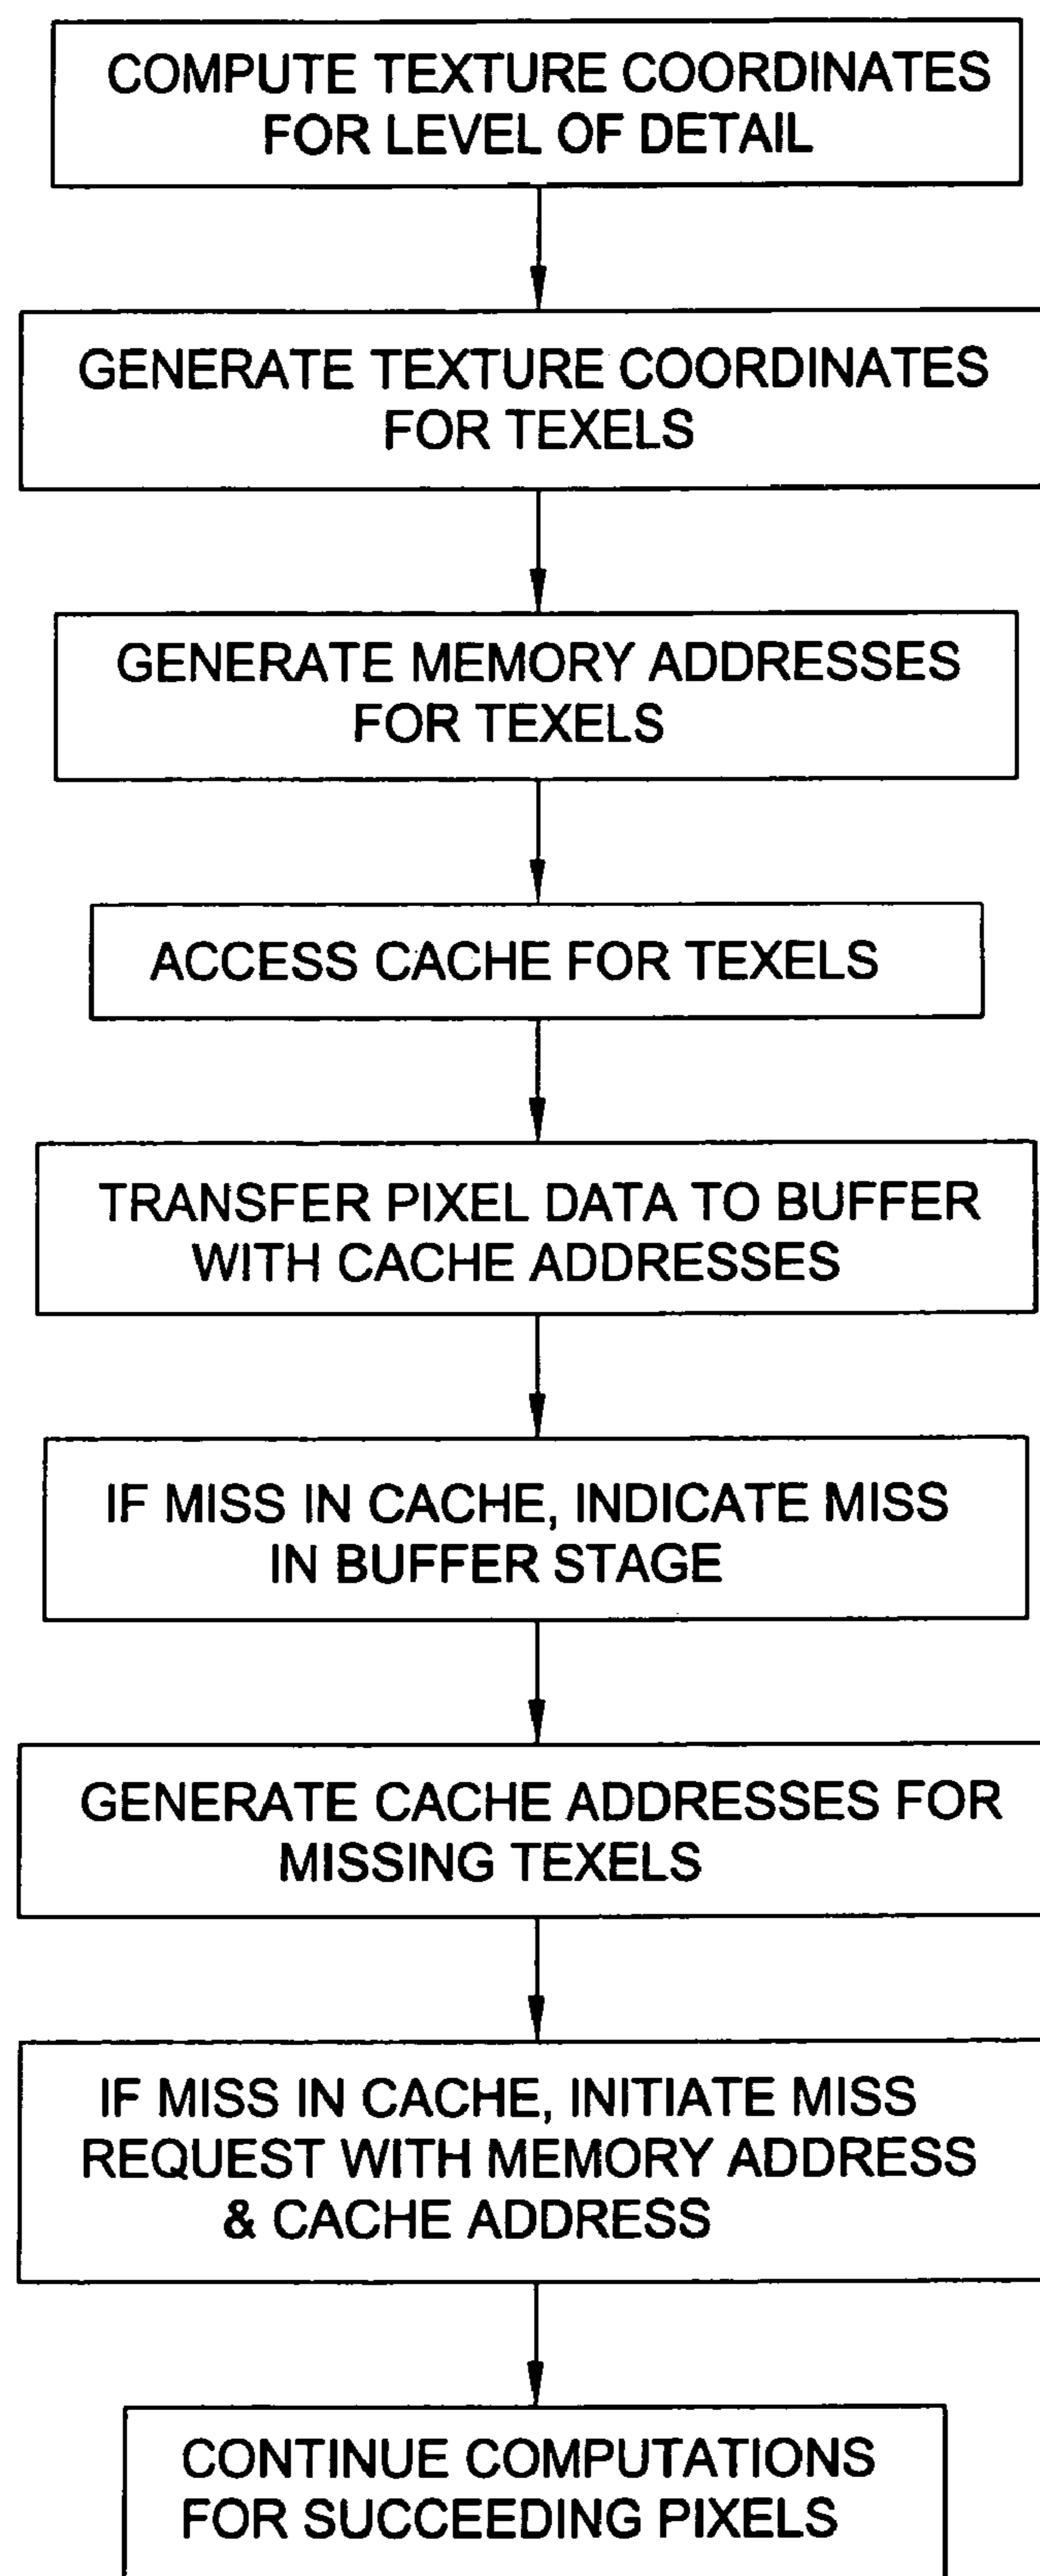 COMPUTE TEXTURE COORDINATES
FOR LEVEL OF DETAIL
GENERATE TEXTURE COORDINATES
FOR TEXELS
GENERATE MEMORY ADDRESSES
FOR TEXELS
ACCESS CACHE FOR TEXELS
TRANSFER PIXEL DATA TO BUFFER
WITH CACHE ADDRESSES
IF MISS IN CACHE, INDICATE MISS
IN BUFFER STAGE
GENERATE CACHE ADDRESSES FOR
MISSING TEXELS
IF MISS IN CACHE, INITIATE MISS
REQUEST WITH MEMORY ADDRESS
& CACHE ADDRESS
CONTINUE COMPUTATIONS
FOR SUCCEEDING PIXELS